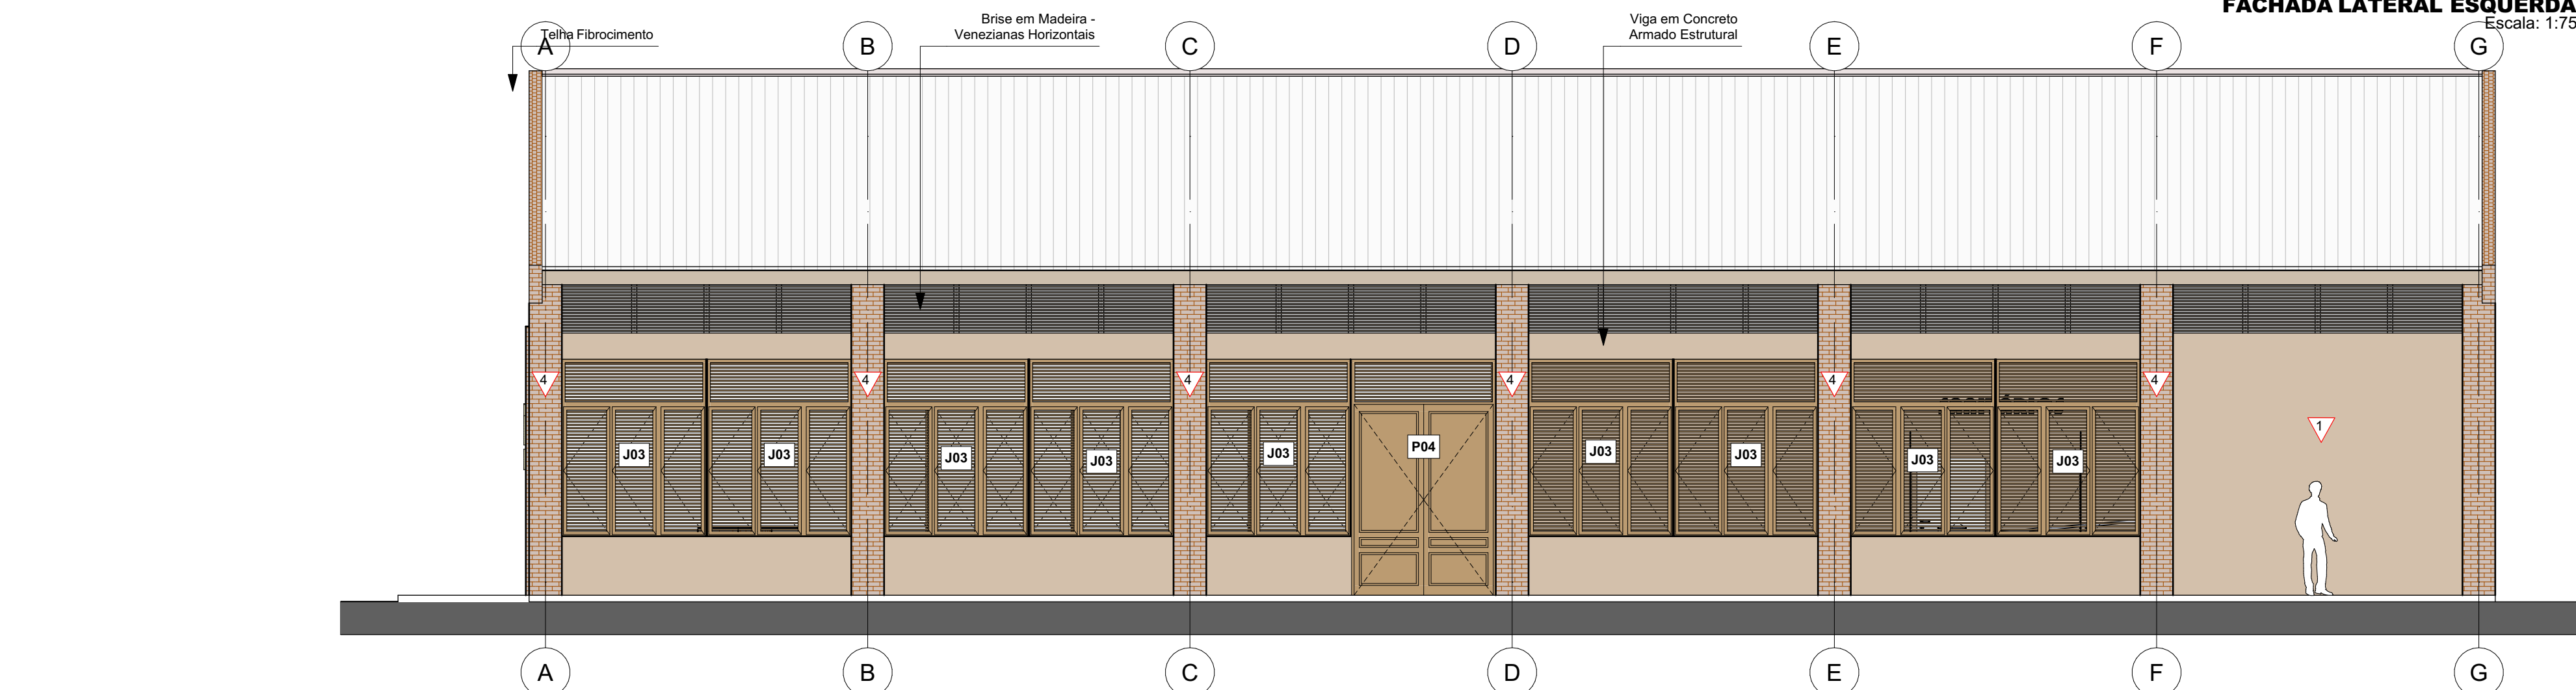 FACHADA LATERAL ESQUERDA
Escala: 1:75
Telha Fibrocimento
Brise em Madeira -
Venezianas Horizontais
Viga em Concreto
Armado Estrutural
A B C D E F G
4 4 4 4 4 4
1
J03 J03 J03 J03 J03 P04 J03 J03 J03 J03
A B C D E F G